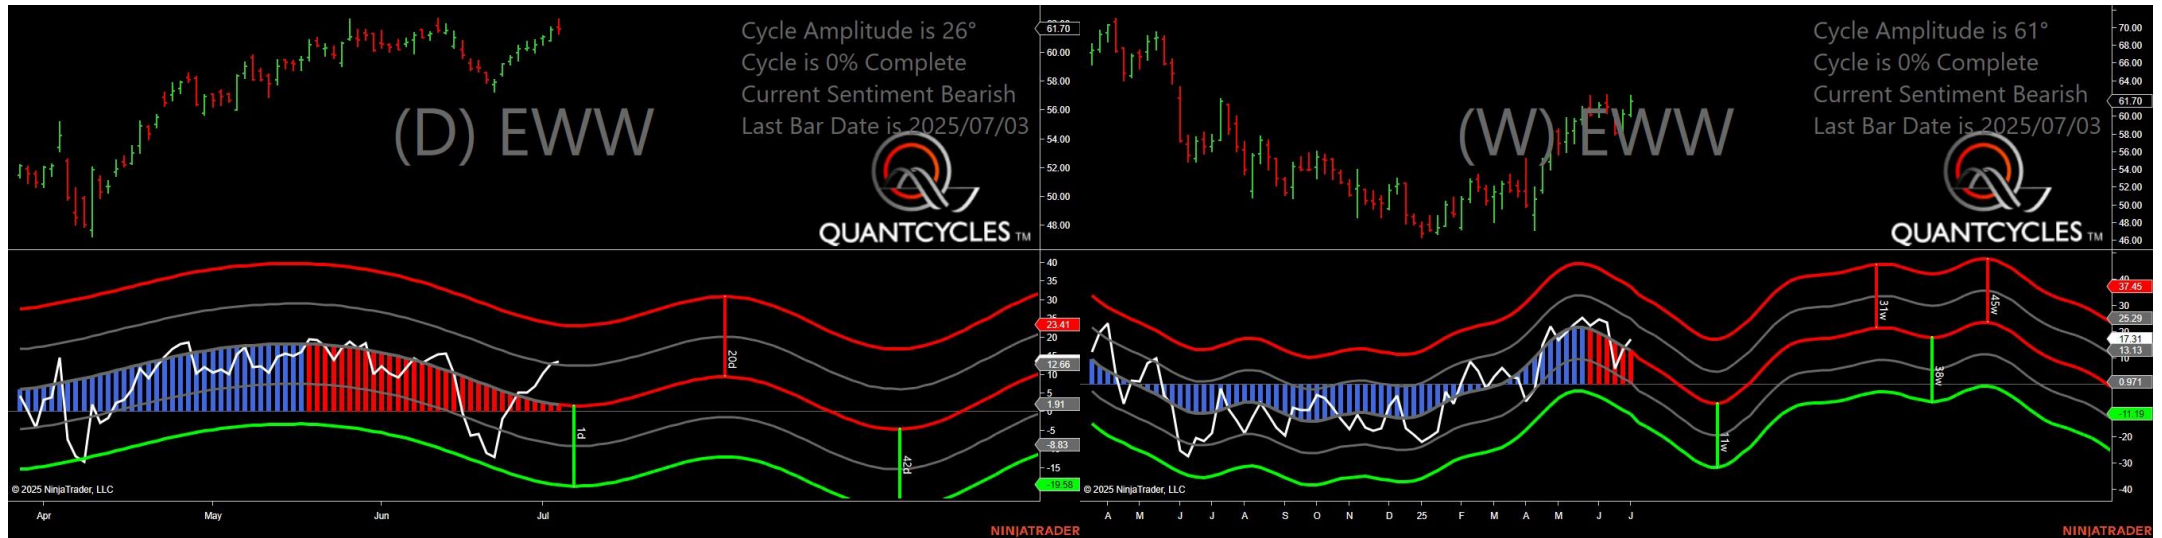 Cycle Amplitude is 26°
Cycle is 0% Complete
Current Sentiment Bearish
Last Bar Date is 2025/07/03
(D) EWW
QUANTCYCLES TM
61.70
60.00
58.00
56.00
54.00
52.00
50.00
48.00
40
35
30
23.41
20
12.66
10
5
1.91
-5
-8.83
-15
-19.58
20d
1d
42d
© 2025 NinjaTrader, LLC
Apr May Jun Jul
NINJATRADER
Cycle Amplitude is 61°
Cycle is 0% Complete
Current Sentiment Bearish
Last Bar Date is 2025/07/03
(W) EWW
QUANTCYCLES TM
70.00
68.00
66.00
64.00
61.70
60.00
58.00
56.00
54.00
52.00
50.00
48.00
46.00
37.45
30
25.29
17.31
13.13
10
0.971
-11.19
-20
-30
-40
31w
45w
38w
11w
© 2025 NinjaTrader, LLC
A M J J A S O N D 25 F M A M J J
NINJATRADER